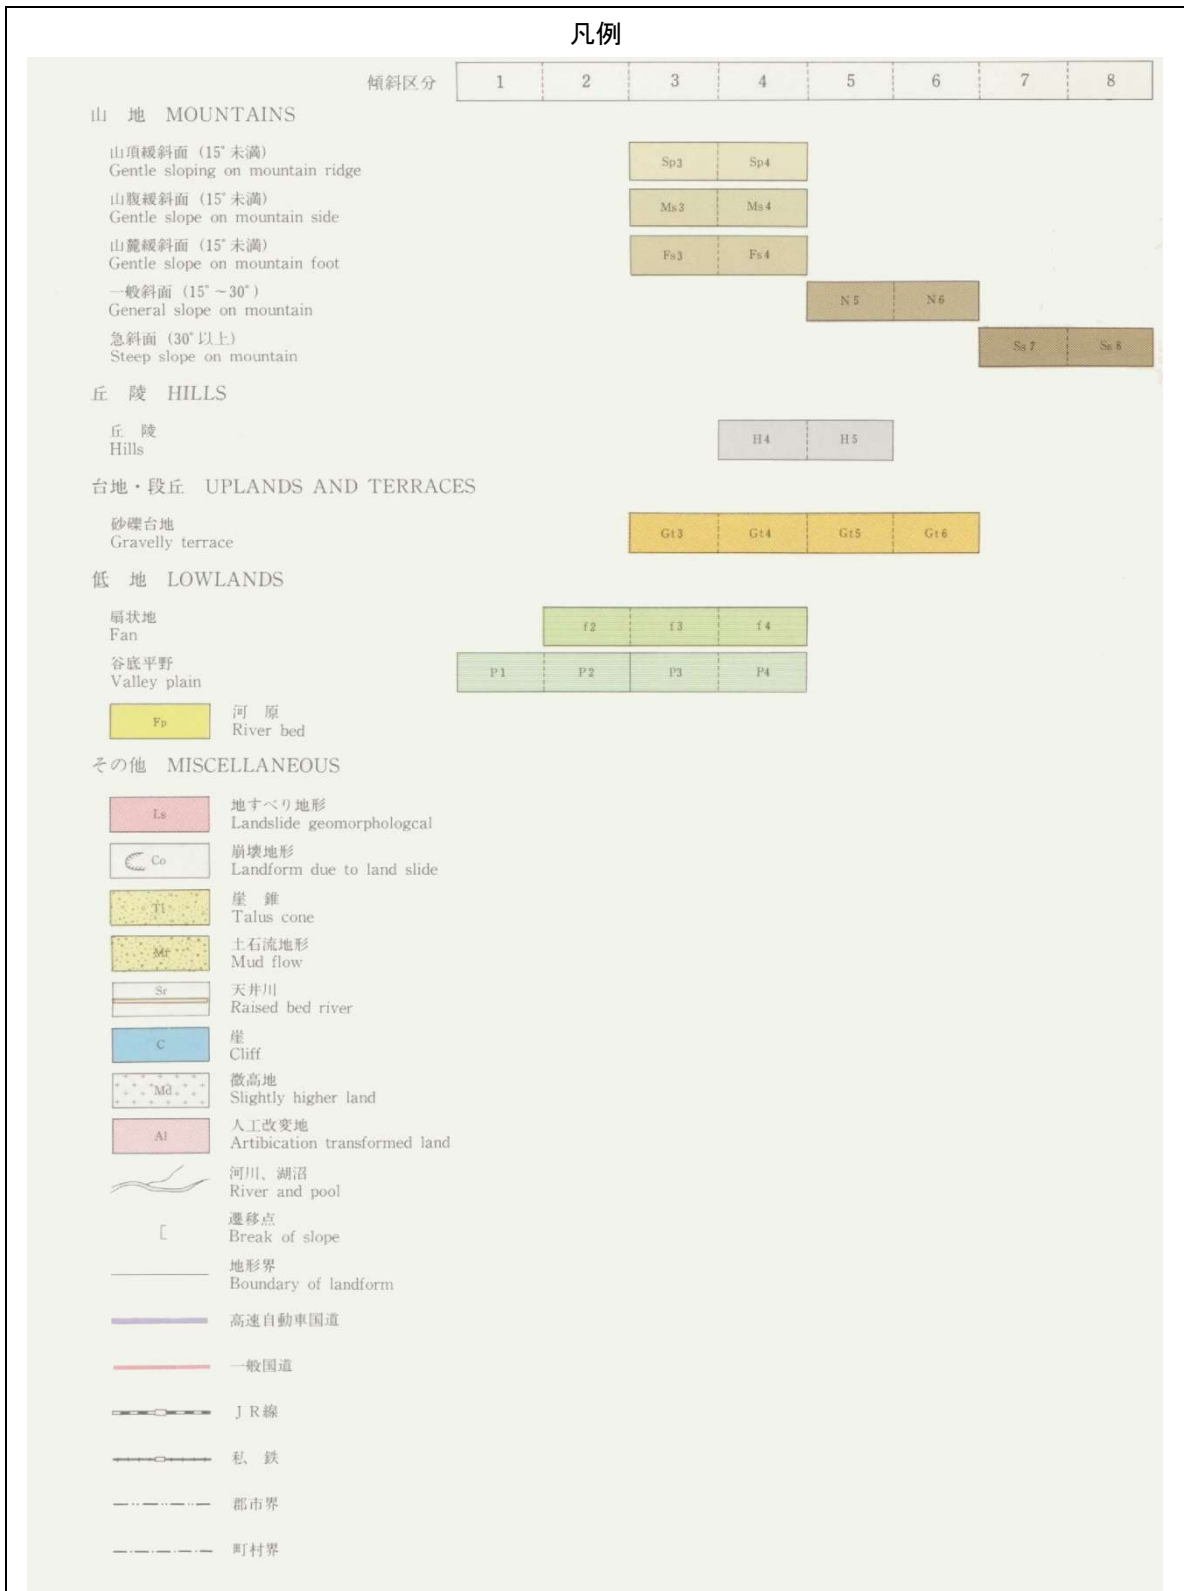 凡例
傾斜区分 1 2 3 4 5 6 7 8
山 地 MOUNTAINS
山頂緩斜面 (15°未満)
Gentle sloping on mountain ridge
Sp3 Sp4
山腹緩斜面 (15°未満)
Gentle slope on mountain side
Ms3 Ms4
山麓緩斜面 (15°未満)
Gentle slope on mountain foot
Fs3 Fs4
一般斜面 (15°~30°)
General slope on mountain
N5 N6
急斜面 (30°以上)
Steep slope on mountain
Ss7 Ss8
丘 陵 HILLS
丘 陵
Hills
H4 H5
台地・段丘 UPLANDS AND TERRACES
砂礫台地
Gravelly terrace
Gt3 Gt4 Gt5 Gt6
低 地 LOWLANDS
扇状地
Fan
f2 f3 f4
谷底平野
Valley plain
P1 P2 P3 P4
Fp
河 原
River bed
その他 MISCELLANEOUS
Ls
地すべり地形
Landslide geomorphologcal
Co
崩壊地形
Landform due to land slide
Tl
崖 錐
Talus cone
Mf
土石流地形
Mud flow
Sr
天井川
Raised bed river
C
崖
Cliff
Md
微高地
Slightly higher land
Al
人工改変地
Artibication transformed land
河川、湖沼
River and pool
遷移点
Break of slope
地形界
Boundary of landform
高速自動車国道
一般国道
JR線
私 鉄
郡市界
町村界